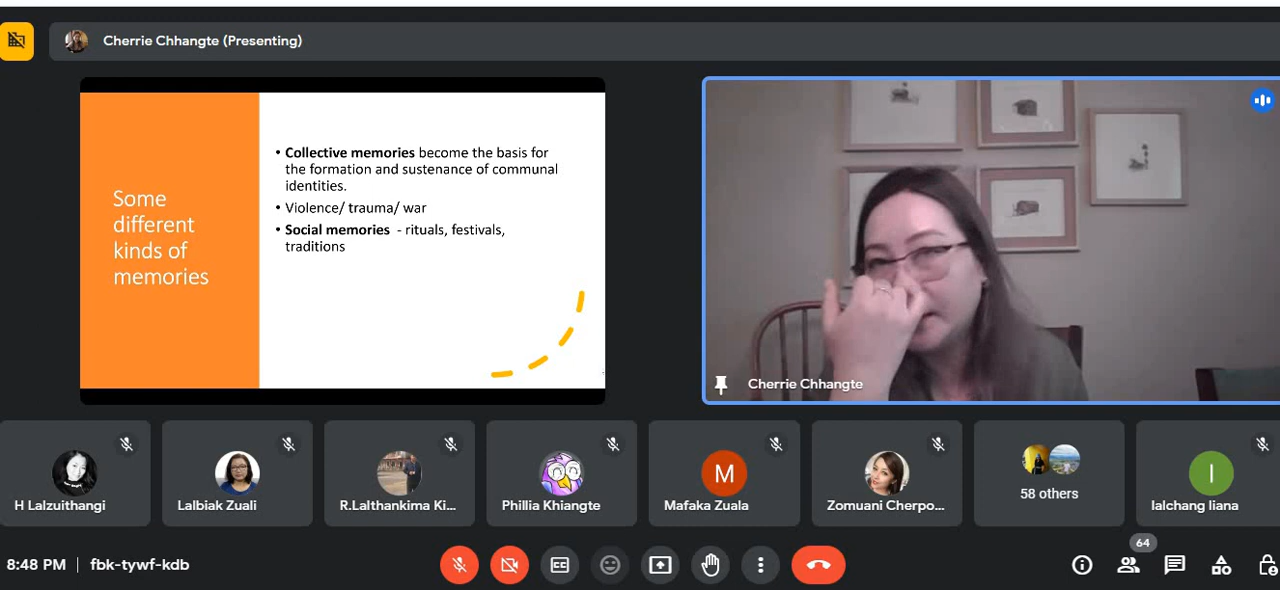 Cherrie Chhangte (Presenting)
Some
different
kinds of
memories
• Collective memories become the basis for
the formation and sustenance of communal
identities.
• Violence/ trauma/ war
• Social memories - rituals, festivals,
traditions
Cherrie Chhangte
H Lalzuithangi
Lalbiak Zuali
R.Lalthankima Ki...
Phillia Khiangte
M
Mafaka Zuala
Zomuani Cherpo...
58 others
l
lalchang liana
8:48 PM | fbk-tywf-kdb
CC
64